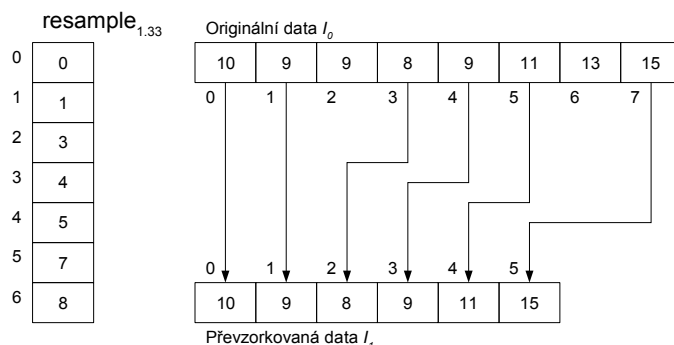 resample1.33
0 0
1 1
2 3
3 4
4 5
5 7
6 8
Originální data I0
10 9 9 8 9 11 13 15
0 1 2 3 4 5 6 7
0 1 2 3 4 5
10 9 8 9 11 15
Převzorkovaná data I1